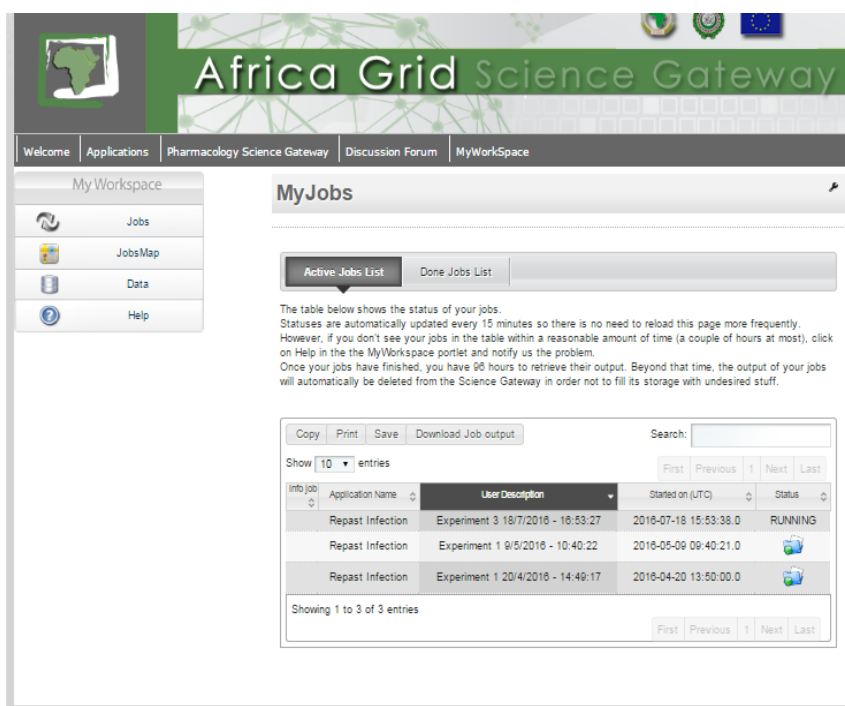 Africa Grid Science Gateway
Welcome Applications Pharmacology Science Gateway Discussion Forum MyWorkSpace
My Workspace
Jobs
JobsMap
Data
Help
MyJobs
Active Jobs List Done Jobs List
The table below shows the status of your jobs.
Statuses are automatically updated every 15 minutes so there is no need to reload this page more frequently.
However, if you don't see your jobs in the table within a reasonable amount of time (a couple of hours at most), click
on Help in the the MyWorkspace portlet and notify us the problem.
Once your jobs have finished, you have 96 hours to retrieve their output. Beyond that time, the output of your jobs
will automatically be deleted from the Science Gateway in order not to fill its storage with undesired stuff.
Copy Print Save Download Job output Search:
Show 10 entries First Previous 1 Next Last
Info job Application Name User Description Started on (UTC) Status
Repast Infection Experiment 3 18/7/2016 - 16:53:27 2016-07-18 15:53:38.0 RUNNING
Repast Infection Experiment 1 9/5/2016 - 10:40:22 2016-05-09 09:40:21.0
Repast Infection Experiment 1 20/4/2016 - 14:49:17 2016-04-20 13:50:00.0
Showing 1 to 3 of 3 entries
First Previous 1 Next Last